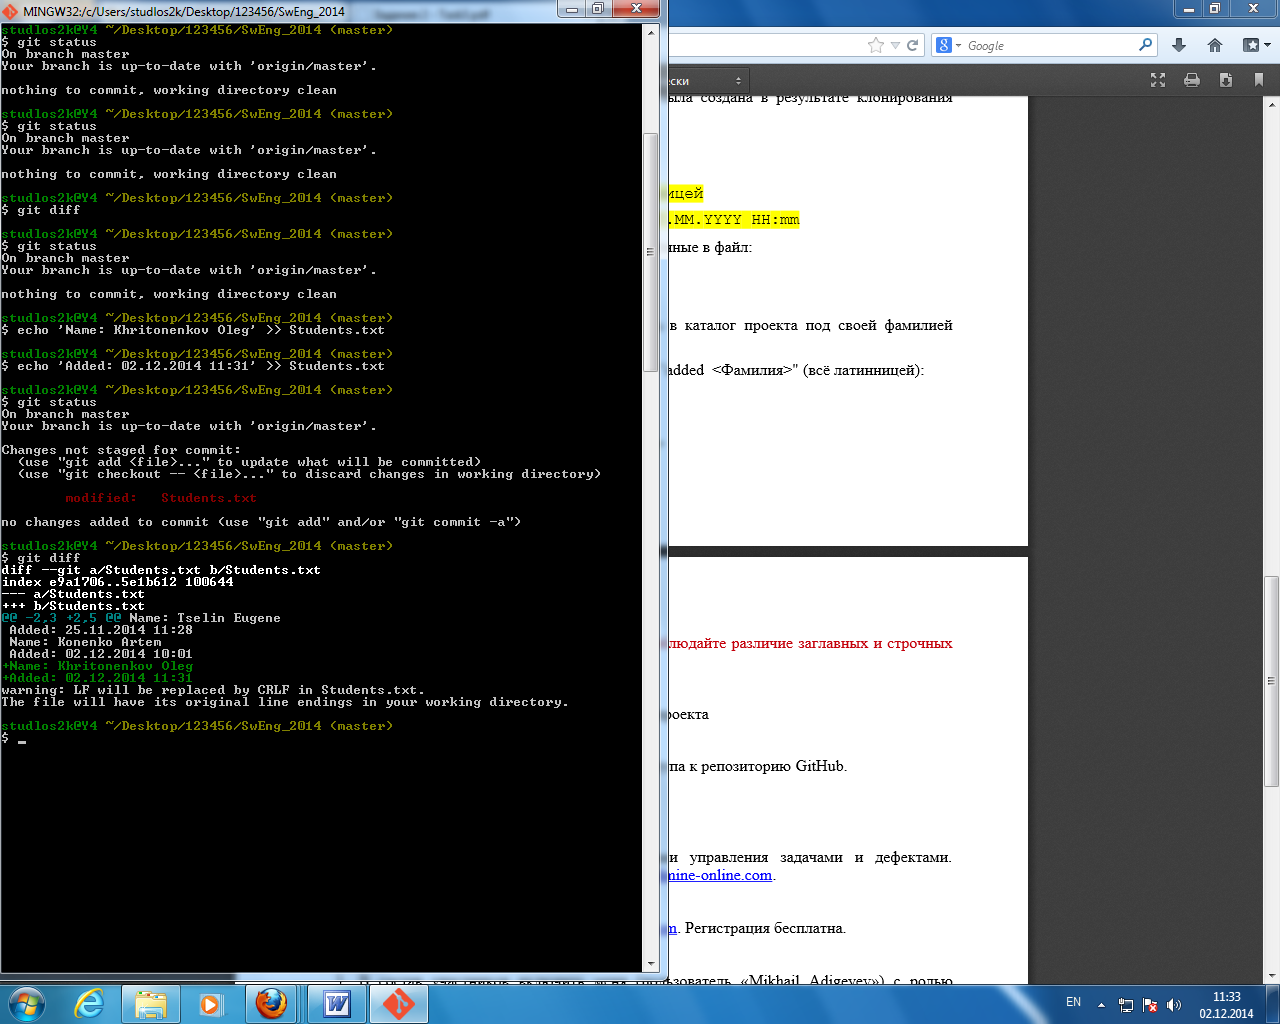 MINGW32:/c/Users/studlos2k/Desktop/123456/SwEng_2014
studlos2k@Y4 ~/Desktop/123456/SwEng_2014 (master)
$ git status
On branch master
Your branch is up-to-date with 'origin/master'.
nothing to commit, working directory clean
studlos2k@Y4 ~/Desktop/123456/SwEng_2014 (master)
$ git status
On branch master
Your branch is up-to-date with 'origin/master'.
nothing to commit, working directory clean
studlos2k@Y4 ~/Desktop/123456/SwEng_2014 (master)
$ git diff
studlos2k@Y4 ~/Desktop/123456/SwEng_2014 (master)
$ git status
On branch master
Your branch is up-to-date with 'origin/master'.
nothing to commit, working directory clean
studlos2k@Y4 ~/Desktop/123456/SwEng_2014 (master)
$ echo 'Name: Khritonenkov Oleg' >> Students.txt
studlos2k@Y4 ~/Desktop/123456/SwEng_2014 (master)
$ echo 'Added: 02.12.2014 11:31' >> Students.txt
studlos2k@Y4 ~/Desktop/123456/SwEng_2014 (master)
$ git status
On branch master
Your branch is up-to-date with 'origin/master'.
Changes not staged for commit:
(use "git add <file>..." to update what will be committed)
(use "git checkout -- <file>..." to discard changes in working directory)
modified: Students.txt
no changes added to commit (use "git add" and/or "git commit -a")
studlos2k@Y4 ~/Desktop/123456/SwEng_2014 (master)
$ git diff
diff --git a/Students.txt b/Students.txt
index e9a1706..5e1b612 100644
--- a/Students.txt
+++ b/Students.txt
@@ -2,3 +2,5 @@ Name: Tselin Eugene
Added: 25.11.2014 11:28
Name: Konenko Artem
Added: 02.12.2014 10:01
+Name: Khritonenkov Oleg
+Added: 02.12.2014 11:31
warning: LF will be replaced by CRLF in Students.txt.
The file will have its original line endings in your working directory.
studlos2k@Y4 ~/Desktop/123456/SwEng_2014 (master)
$
Google
ски
ыла создана в результате клонирования
ицей
.MM.YYYY HH:mm
ные в файл:
в каталог проекта под своей фамилией
added <Фамилия>" (всё латинницей):
людайте различие заглавных и строчных
роекта
па к репозиторию GitHub.
и управления задачами и дефектами.
mine-online.com.
m. Регистрация бесплатна.
«Mikhail Adigeyev») с ролью
EN
11:33
02.12.2014